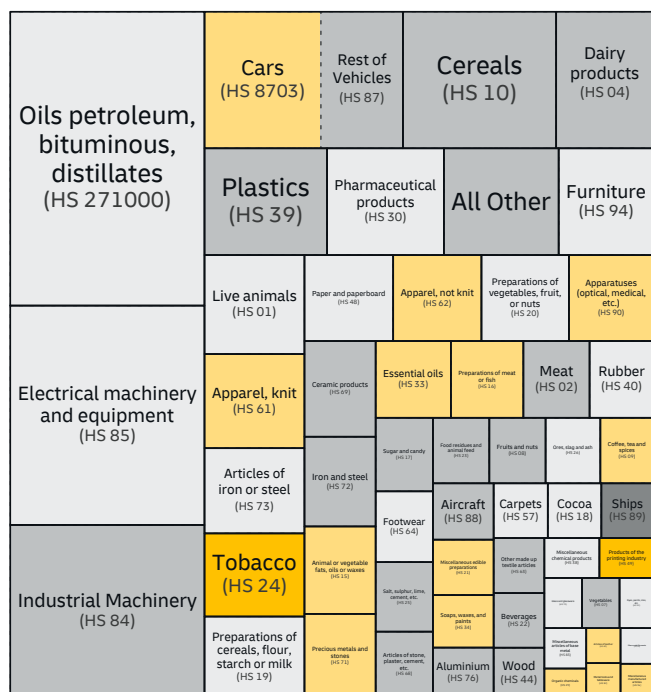 Oils petroleum,
bituminous,
distillates
(HS 271000)
Electrical machinery
and equipment
(HS 85)
Industrial Machinery
(HS 84)
Cars
(HS 8703)
Rest of
Vehicles
(HS 87)
Cereals
(HS 10)
Dairy
products
(HS 04)
Plastics
(HS 39)
Pharmaceutical
products
(HS 30)
All Other
Furniture
(HS 94)
Live animals
(HS 01)
Paper and paperboard
(HS 48)
Apparel, not knit
(HS 62)
Preparations of
vegetables, fruit,
or nuts
(HS 20)
Apparatuses
(optical, medical,
etc.)
(HS 90)
Apparel, knit
(HS 61)
Ceramic products
(HS 69)
Essential oils
(HS 33)
Preparations of meat
or fish
(HS 16)
Meat
(HS 02)
Rubber
(HS 40)
Articles of
iron or steel
(HS 73)
Iron and steel
(HS 72)
Sugar and candy
(HS 17)
Food residues and
animal feed
(HS 23)
Fruits and nuts
(HS 08)
Ores, slag and ash
(HS 26)
Coffee, tea and
spices
(HS 09)
Footwear
(HS 64)
Aircraft
(HS 88)
Carpets
(HS 57)
Cocoa
(HS 18)
Ships
(HS 89)
Tobacco
(HS 24)
Animal or vegetable
fats, oils or waxes
(HS 15)
Miscellaneous edible
preparations
(HS 21)
Other made up
textile articles
(HS 63)
Miscellaneous
chemical products
(HS 38)
Products of the
printing industry
(HS 49)
Salt, sulphur, lime,
cement, etc.
(HS 25)
Soaps, waxes, and
paints
(HS 34)
Beverages
(HS 22)
Vegetables
(HS 07)
Preparations of
cereals, flour,
starch or milk
(HS 19)
Precious metals and
stones
(HS 71)
Articles of stone,
plaster, cement, etc.
(HS 68)
Aluminium
(HS 76)
Wood
(HS 44)
Miscellaneous
articles of base
metal
Organic chemicals